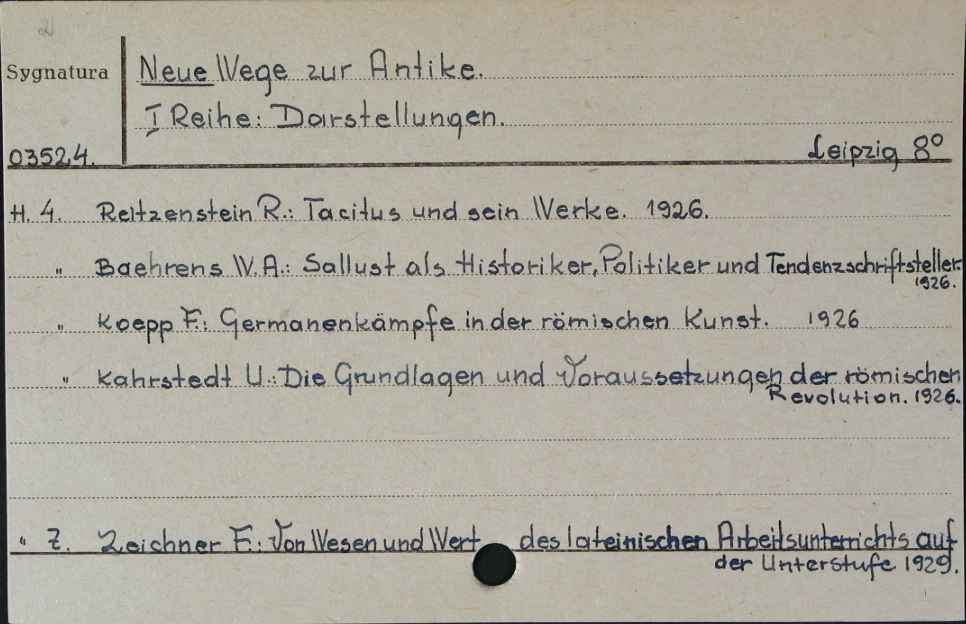 2)
Sygnatura
Neue Wege zur Antike.
I Reihe: Darstellungen.
03524.
Leipzig 8°
H. 4. Reitzenstein R.: Tacitus und sein Werke. 1926.
" Baehrens W.A.: Sallust als Historiker, Politiker und Tendenzschriftsteller.
1926.
" Koepp F.: Germanenkämpfe in der römischen Kunst. 1926
" Kahrstedt U.: Die Grundlagen und Voraussetzungen der römischen
Revolution. 1926.
" 7. Zeichner F.: Von Wesen und Wert des lateinischen Arbeitsunterrichts auf
der Unterstufe 1929.